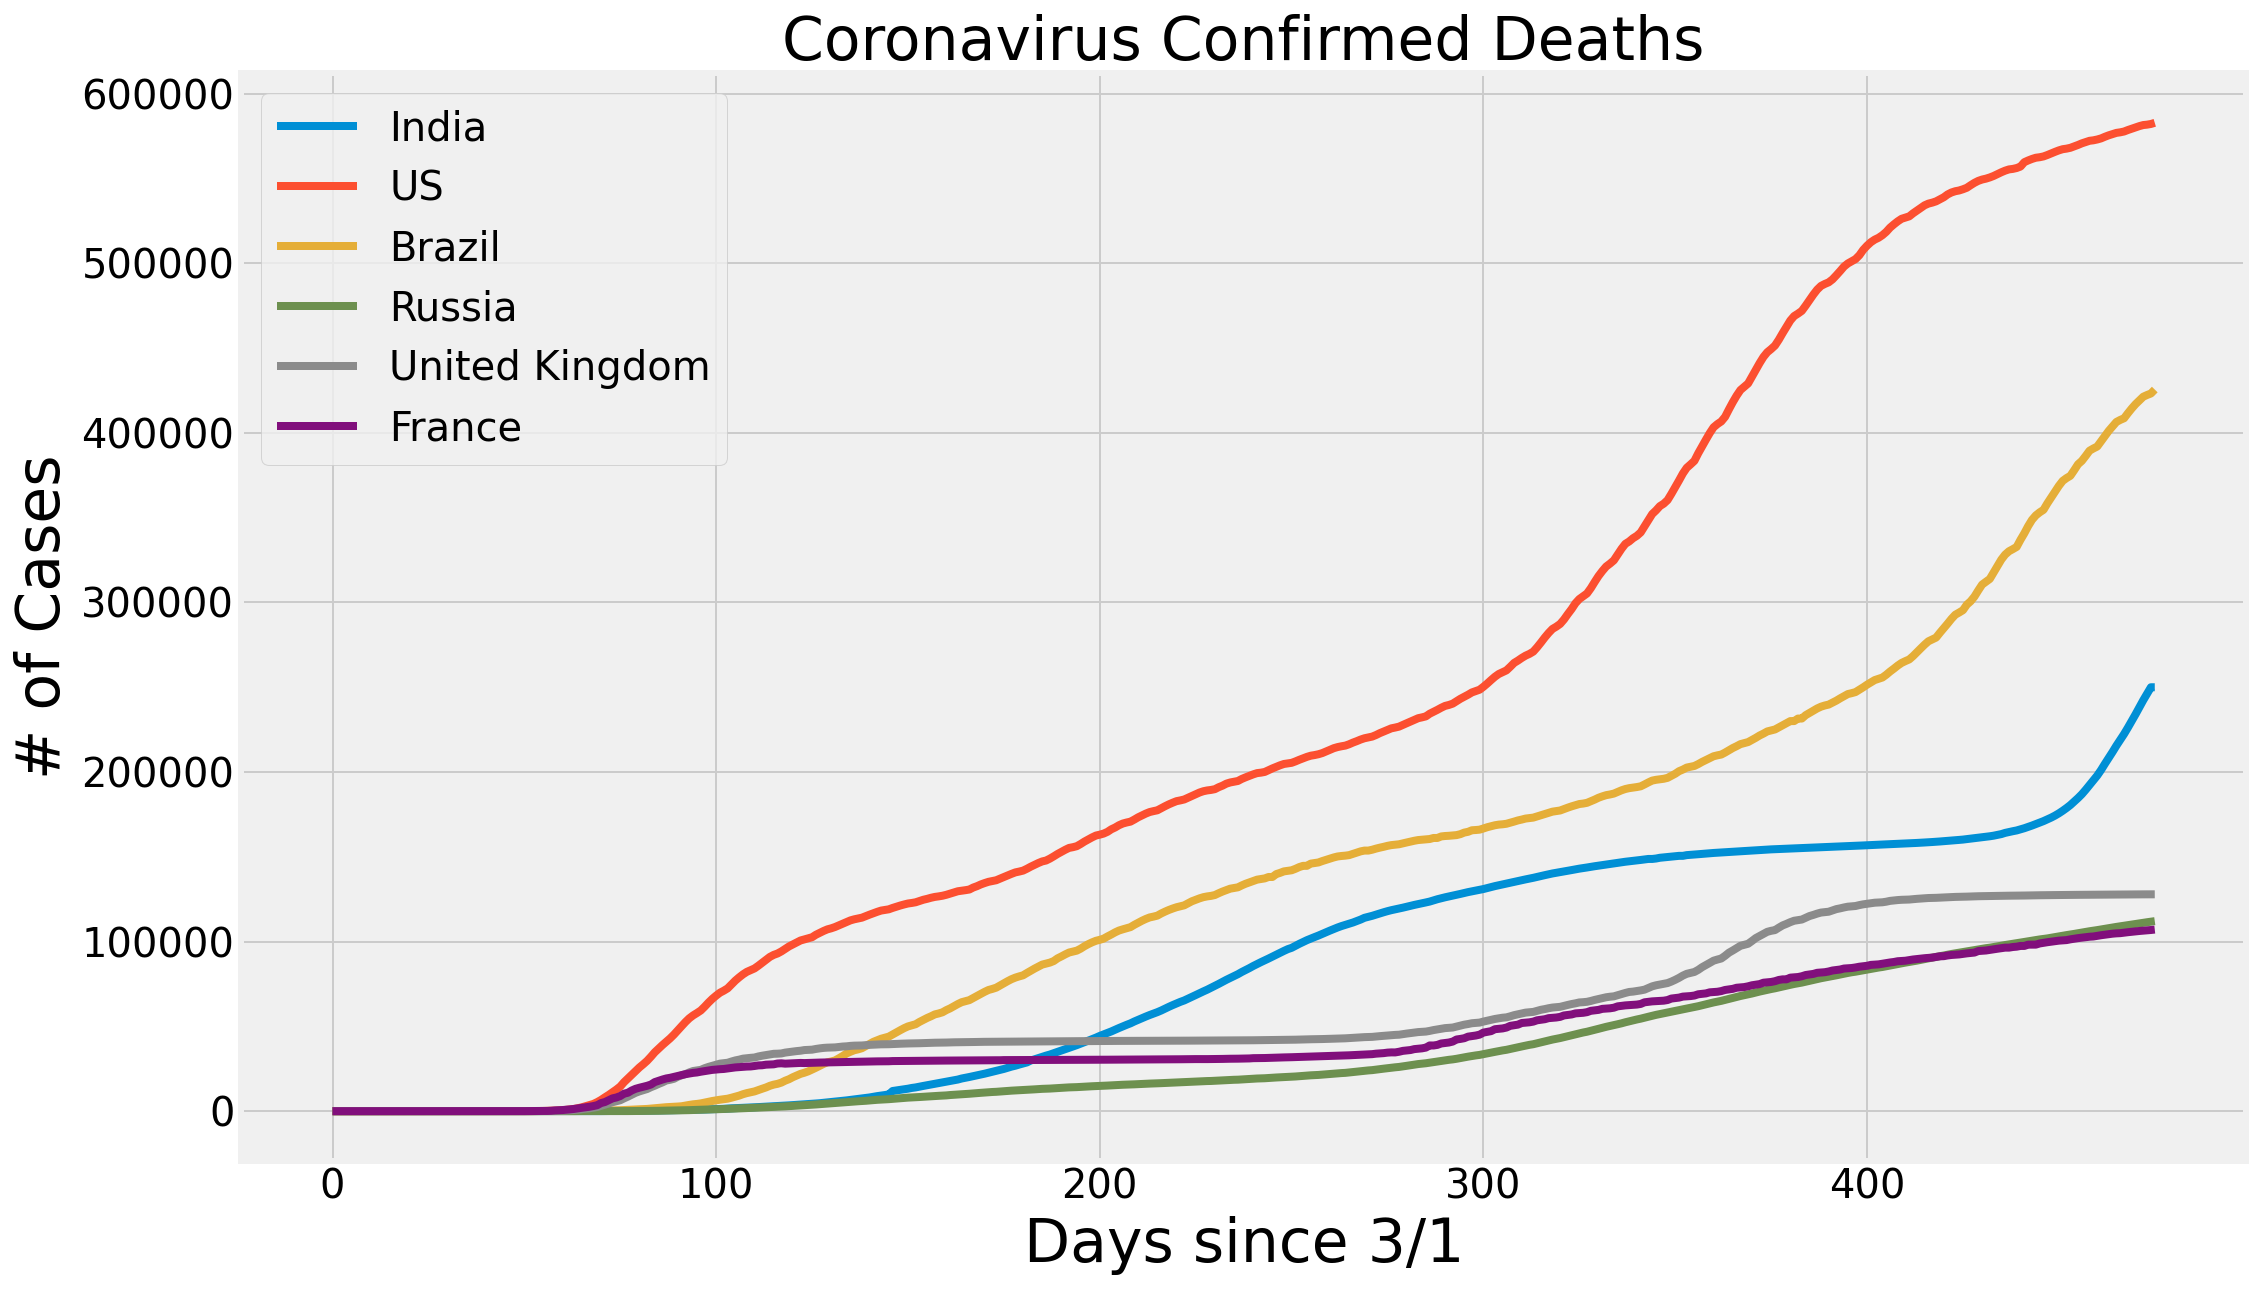 Coronavirus Confirmed Deaths
# of Cases
600000
500000
400000
300000
200000
100000
0
India
US
Brazil
Russia
United Kingdom
France
0 100 200 300 400
Days since 3/1